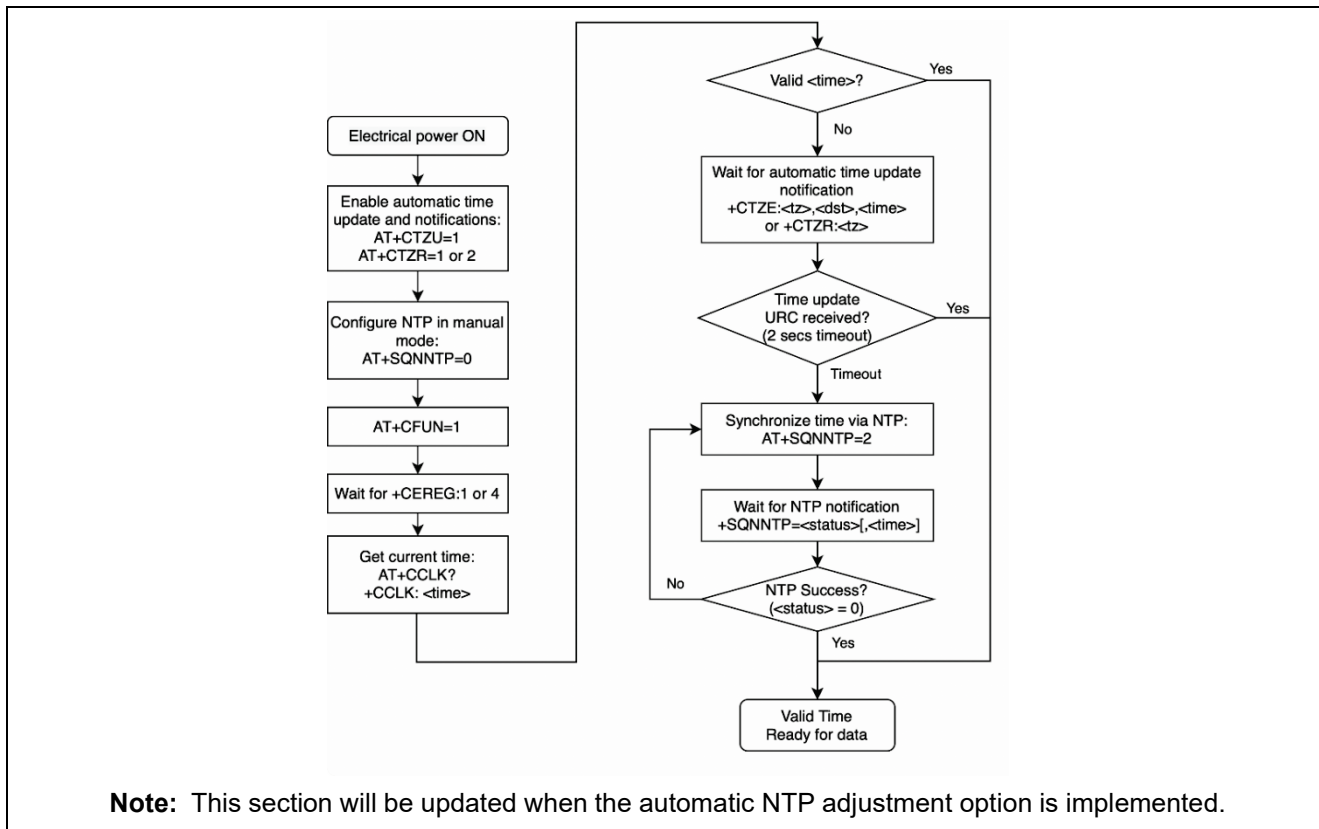 Electrical power ON
Enable automatic time
update and notifications:
AT+CTZU=1
AT+CTZR=1 or 2
Configure NTP in manual
mode:
AT+SQNNTP=0
AT+CFUN=1
Wait for +CEREG:1 or 4
Get current time:
AT+CCLK?
+CCLK: <time>
Valid <time>?
Yes
No
Wait for automatic time update
notification
+CTZE:<tz>,<dst>,<time>
or +CTZR:<tz>
Time update
URC received?
(2 secs timeout)
Yes
Timeout
Synchronize time via NTP:
AT+SQNNTP=2
Wait for NTP notification
+SQNNTP=<status>[,<time>]
No
NTP Success?
(<status> = 0)
Yes
Valid Time
Ready for data
Note: This section will be updated when the automatic NTP adjustment option is implemented.